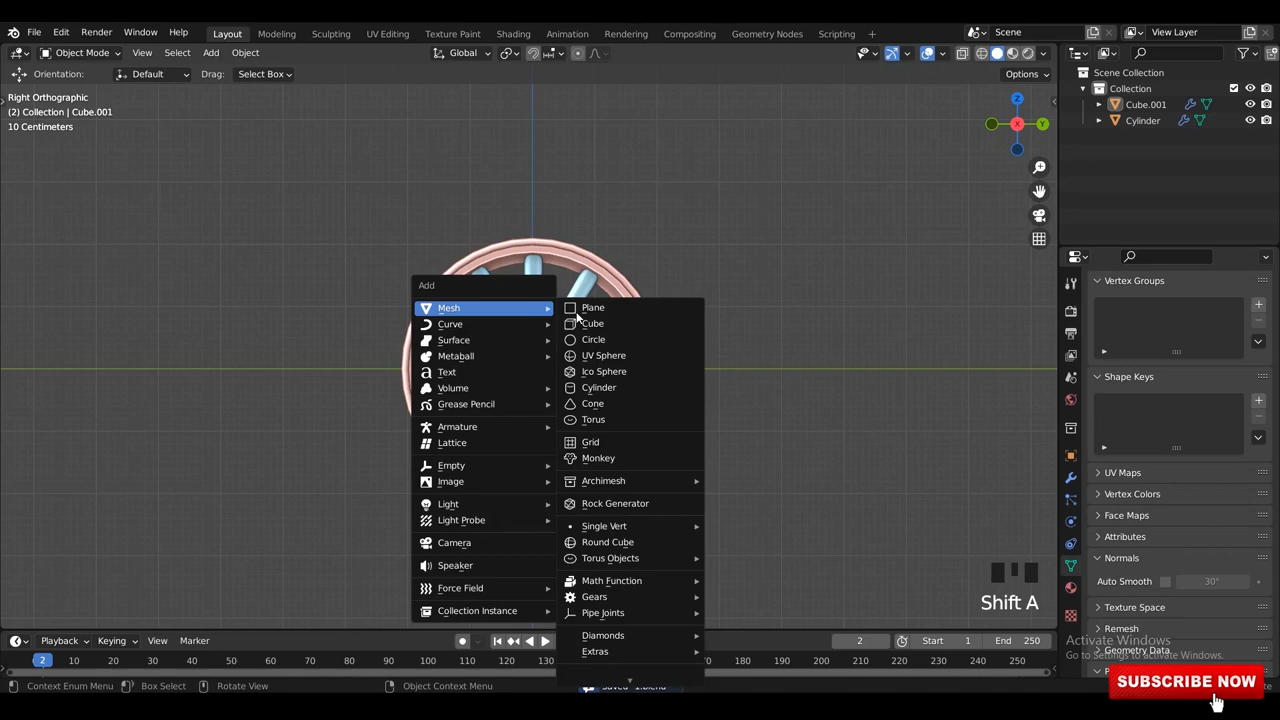 File Edit Render Window Help Layout Modeling Sculpting UV Editing Texture Paint Shading Animation Rendering Compositing Geometry Nodes Scripting + Scene View Layer
Object Mode View Select Add Object Global
Orientation: Default Drag: Select Box Options
Right Orthographic
(2) Collection | Cube.001
10 Centimeters
Scene Collection
Collection
Cube.001
Cylinder
Z
X
Y
Add
Mesh
Curve
Surface
Metaball
Text
Volume
Grease Pencil
Armature
Lattice
Empty
Image
Light
Light Probe
Camera
Speaker
Force Field
Collection Instance
Plane
Cube
Circle
UV Sphere
Ico Sphere
Cylinder
Cone
Torus
Grid
Monkey
Archimesh
Rock Generator
Single Vert
Round Cube
Torus Objects
Math Function
Gears
Pipe Joints
Diamonds
Extras
Vertex Groups
Shape Keys
UV Maps
Vertex Colors
Face Maps
Attributes
Normals
Auto Smooth 30°
Texture Space
Remesh
Geometry Data
Shift A
Activate Windows
Go to Settings to activate Windows.
Playback Keying View Marker 2 Start 1 End 250
2 10 20 30 40 50 60 70 80 90 100 110 120 130 170 180 190 200 210 220 230 240 250
Context Enum Menu Box Select Rotate View Object Context Menu
SUBSCRIBE NOW